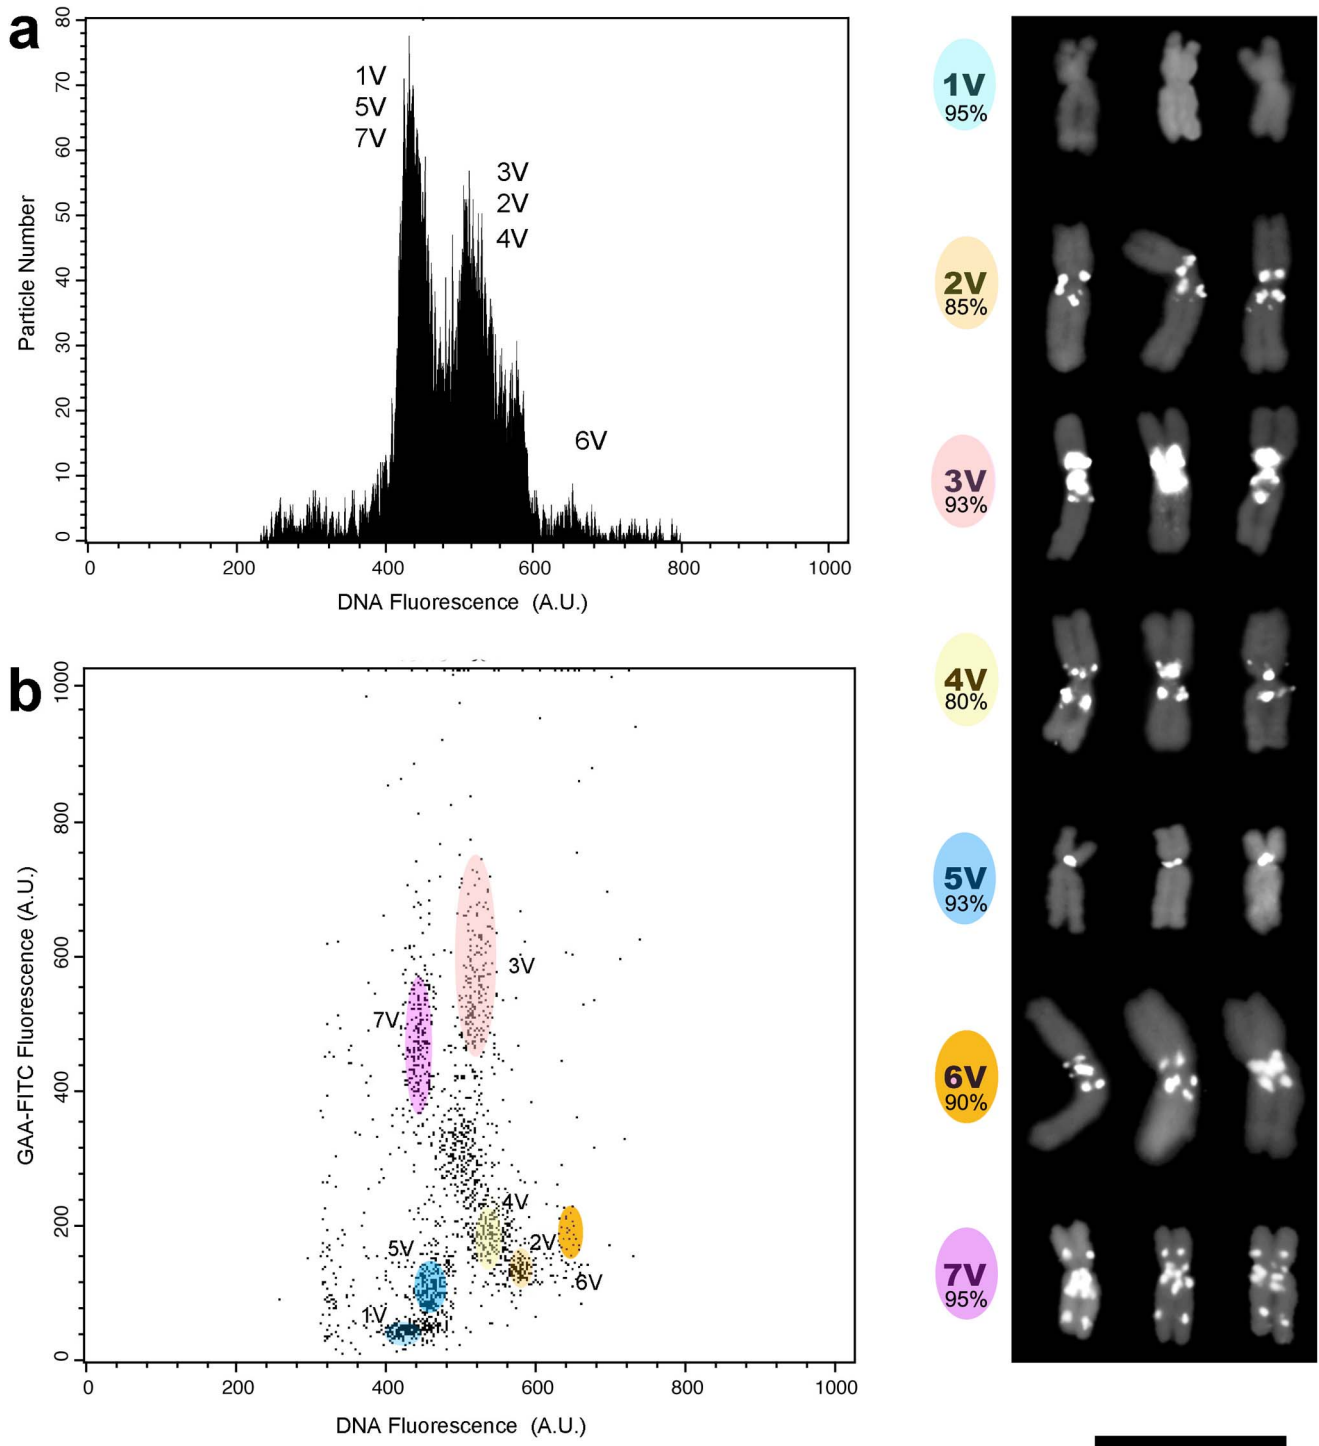 a
80
70
60
50
40
30
20
10
0
Particle Number
1V
5V
7V
3V
2V
4V
6V
0 200 400 600 800 1000
DNA Fluorescence (A.U.)
b
1000
800
600
400
200
0
GAA-FITC Fluorescence (A.U.)
3V
7V
4V
5V
2V
6V
1V
0 200 400 600 800 1000
DNA Fluorescence (A.U.)
1V
95%
2V
85%
3V
93%
4V
80%
5V
93%
6V
90%
7V
95%